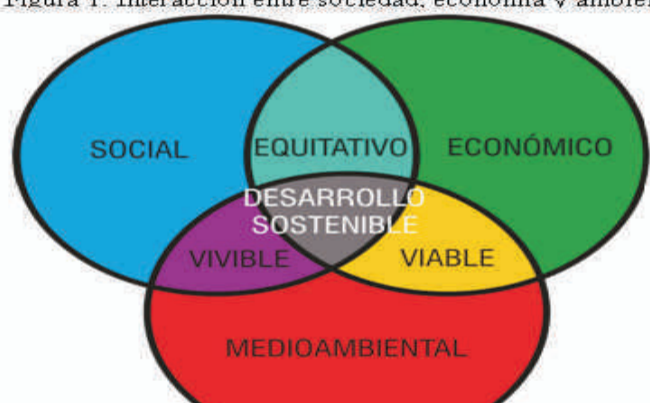 Figura 1. Interacción entre sociedad, economía y
SOCIAL
EQUITATIVO
ECONÓMICO
DESARROLLO
SOSTENIBLE
VIVIBLE
VIABLE
MEDIOAMBIENTAL